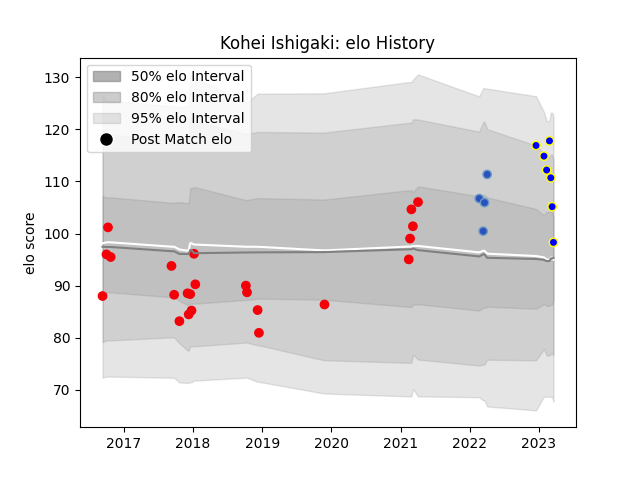 Kohei Ishigaki: elo History
50% elo Interval
80% elo Interval
95% elo Interval
Post Match elo
elo score
130
120
110
100
90
80
70
2017 2018 2019 2020 2021 2022 2023